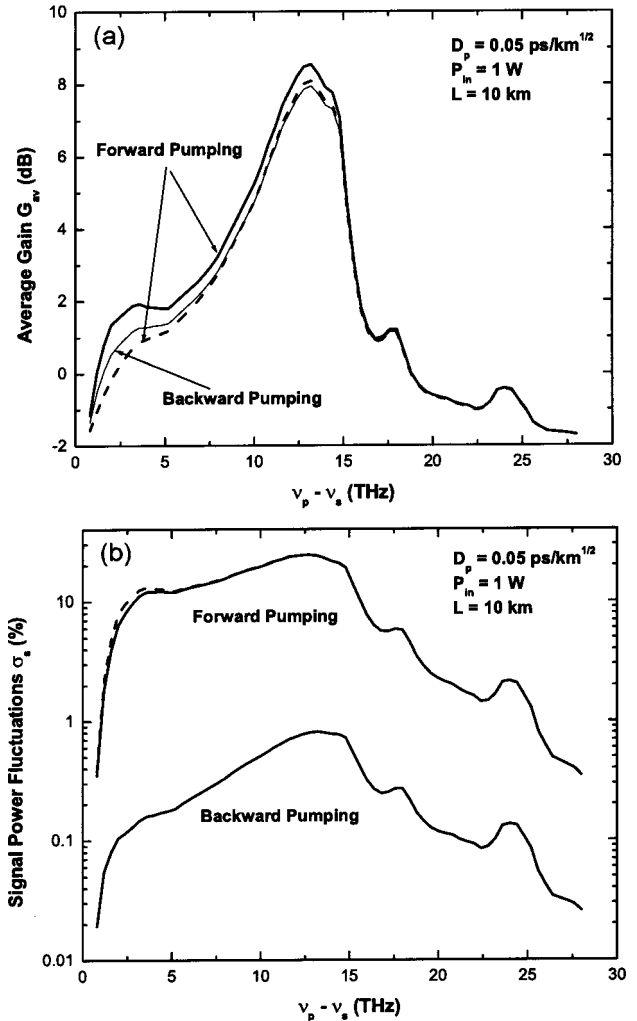 (a)
D_p = 0.05 ps/km^1/2
P_in = 1 W
L = 10 km
Forward Pumping
Backward Pumping
Average Gain G_av (dB)
10
8
6
4
2
0
-2
0 5 10 15 20 25 30
ν_p - ν_s (THz)
(b)
D_p = 0.05 ps/km^1/2
P_in = 1 W
L = 10 km
Forward Pumping
Backward Pumping
Signal Power Fluctuations σ_s (%)
10
1
0.1
0.01
0 5 10 15 20 25 30
ν_p - ν_s (THz)